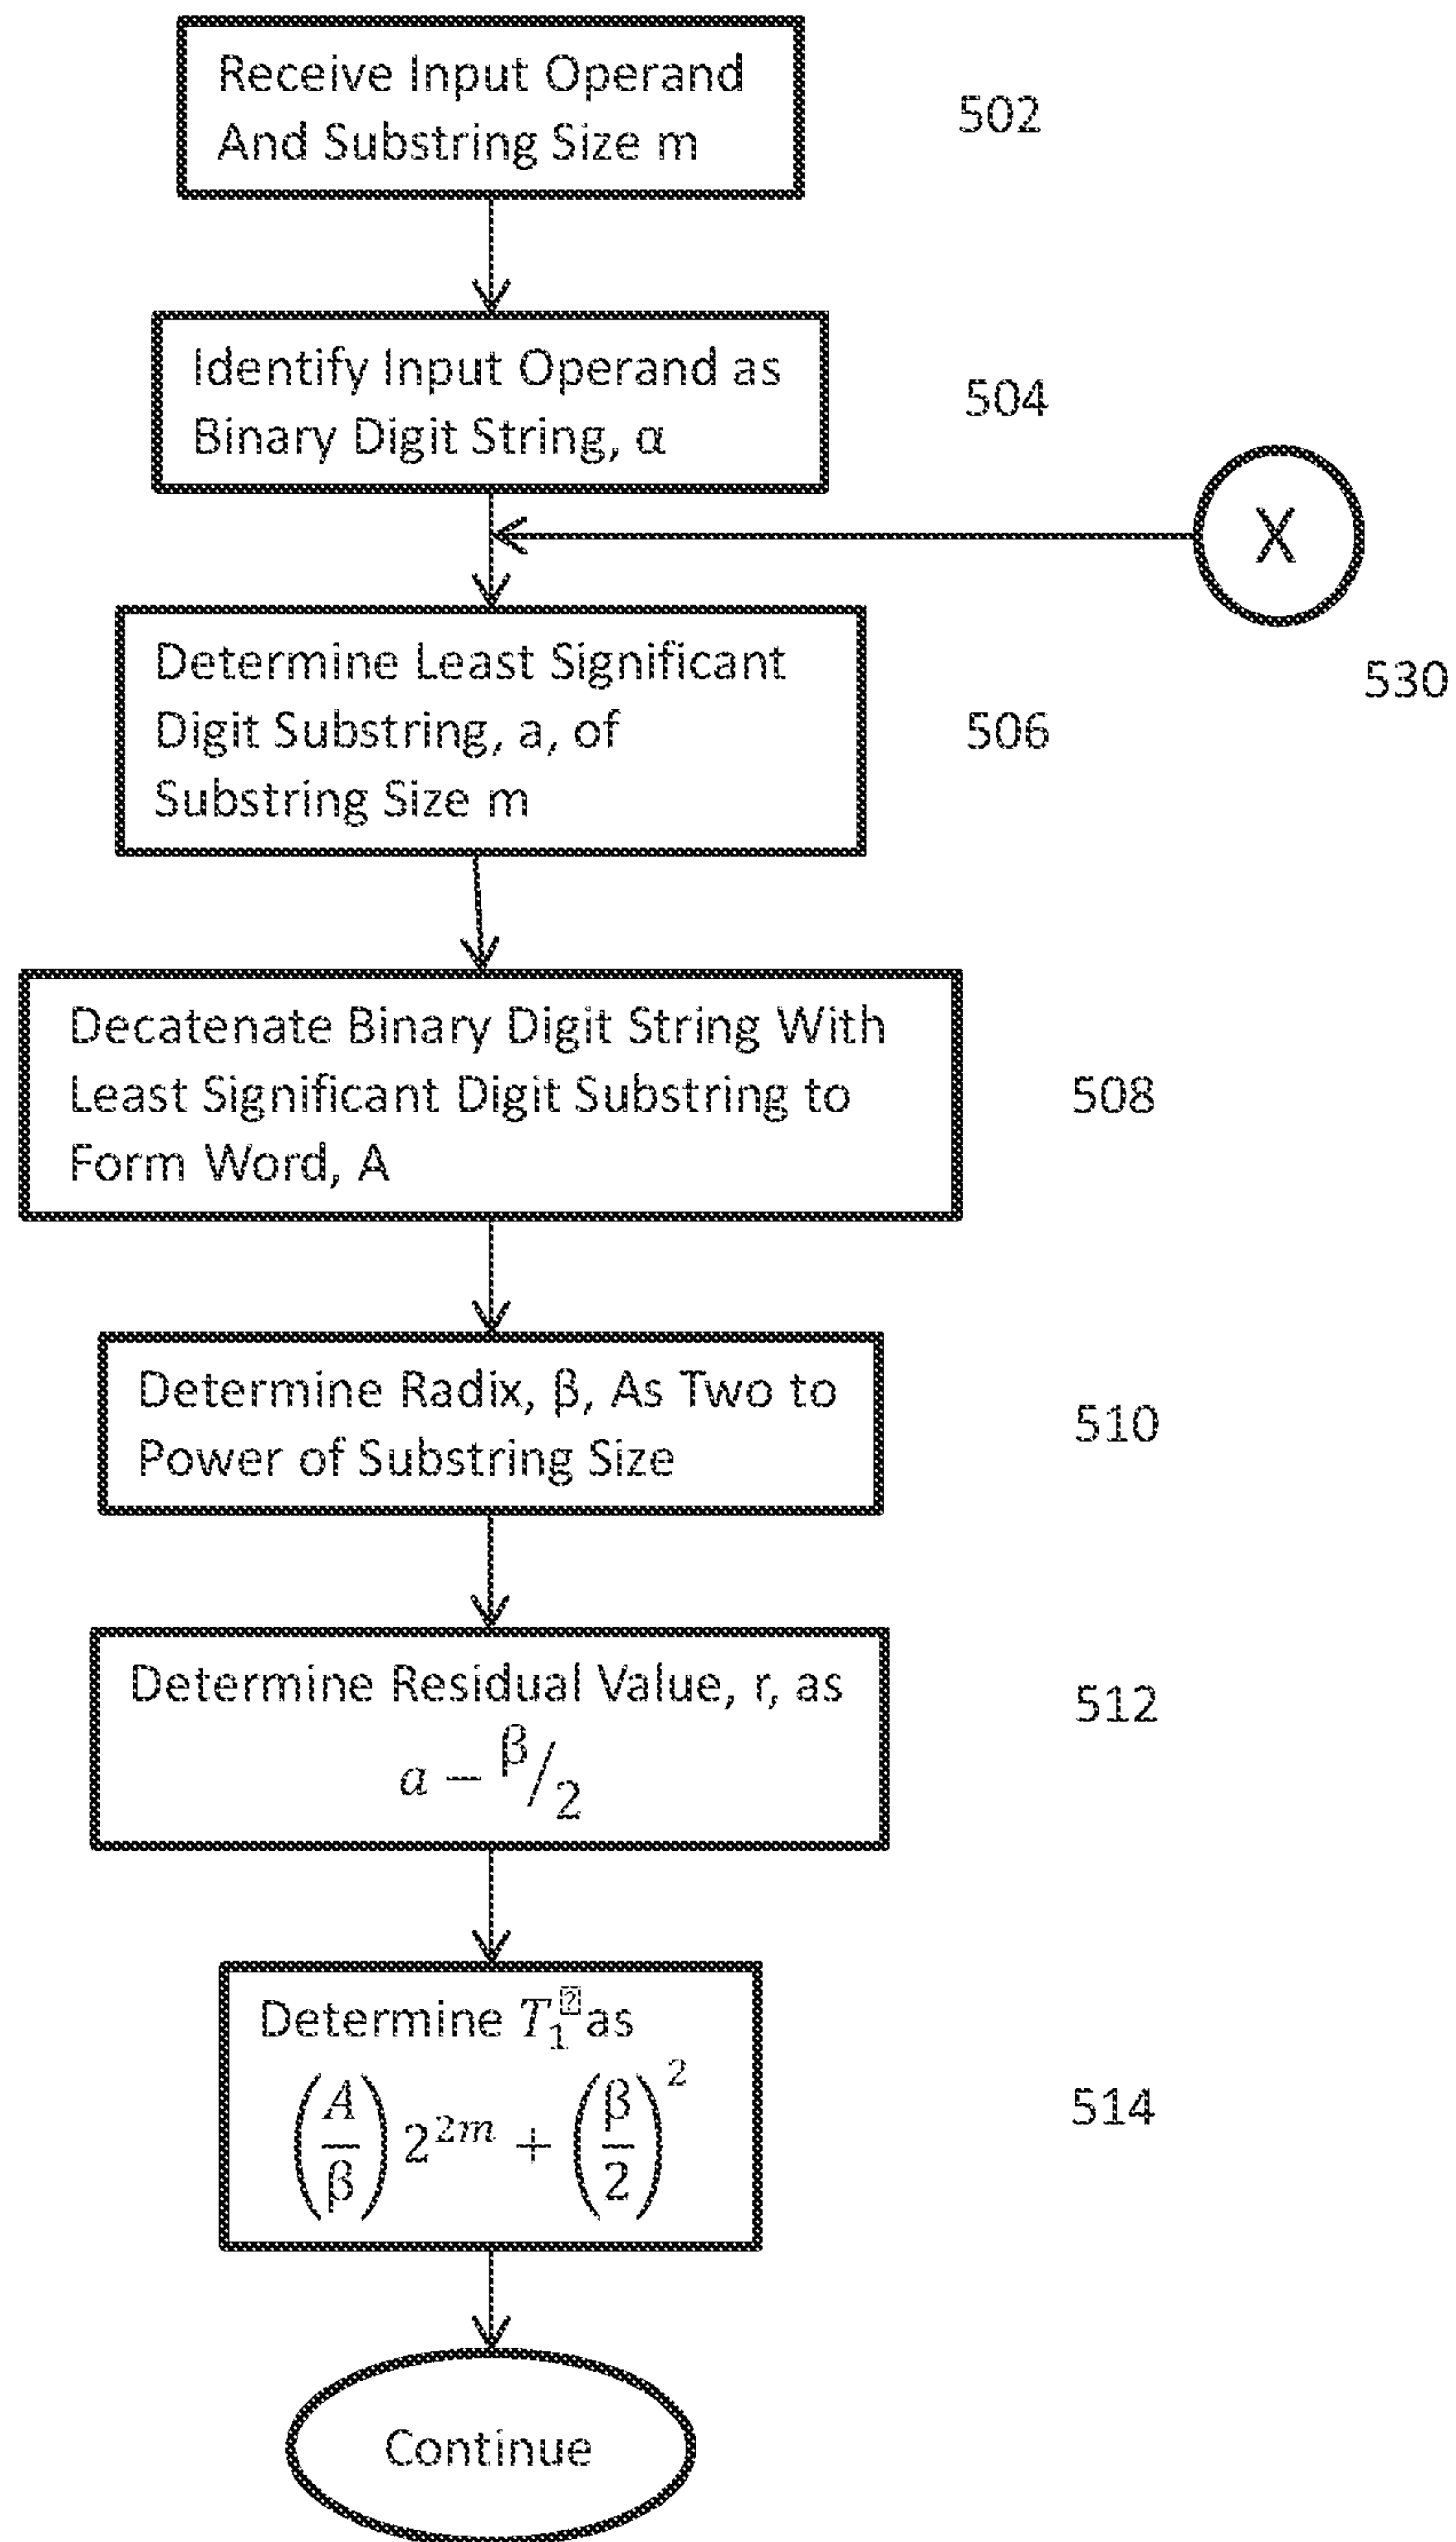 Receive Input Operand
And Substring Size m
502
Identify Input Operand as
Binary Digit String, α
504
X
530
Determine Least Significant
Digit Substring, a, of
Substring Size m
506
Decatenate Binary Digit String With
Least Significant Digit Substring to
Form Word, A
508
Determine Radix, β, As Two to
Power of Substring Size
510
Determine Residual Value, r, as
a − β/2
512
Determine T₁⍰ as
(A/β) 2^{2m} + (β/2)^2
514
Continue